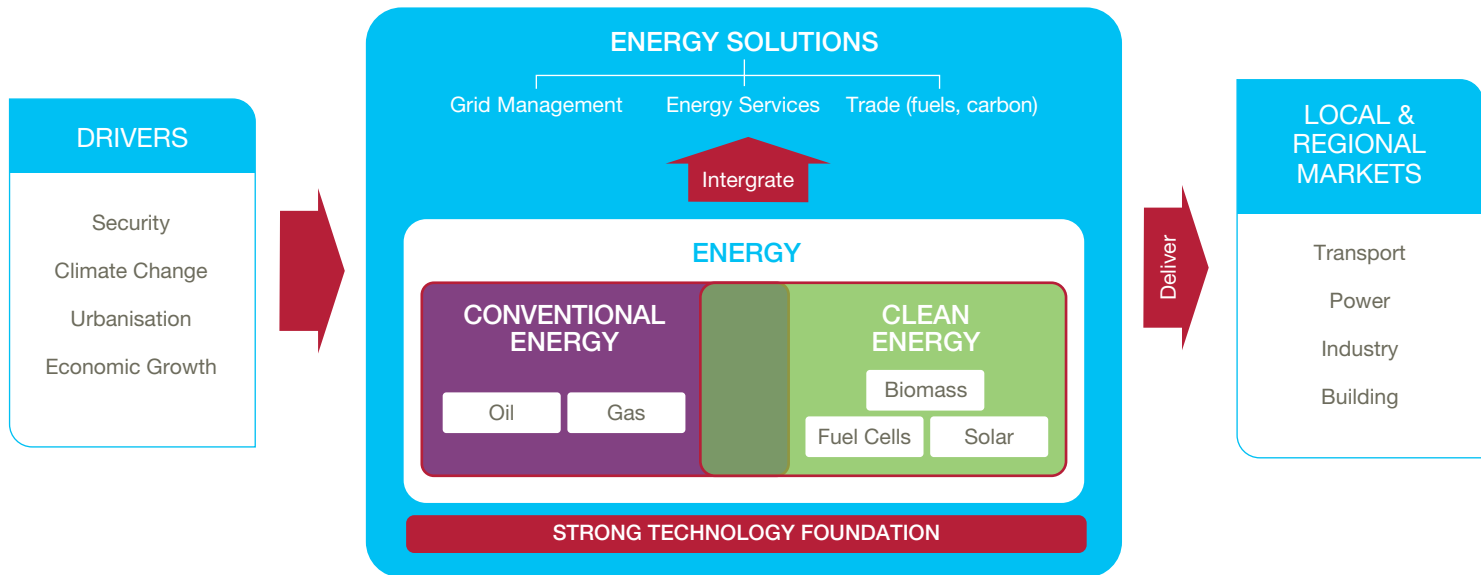 DRIVERS
Security
Climate Change
Urbanisation
Economic Growth
ENERGY SOLUTIONS
Grid Management
Energy Services
Trade (fuels, carbon)
Intergrate
ENERGY
CONVENTIONAL
ENERGY
Oil
Gas
CLEAN
ENERGY
Biomass
Fuel Cells
Solar
STRONG TECHNOLOGY FOUNDATION
Deliver
LOCAL &
REGIONAL
MARKETS
Transport
Power
Industry
Building